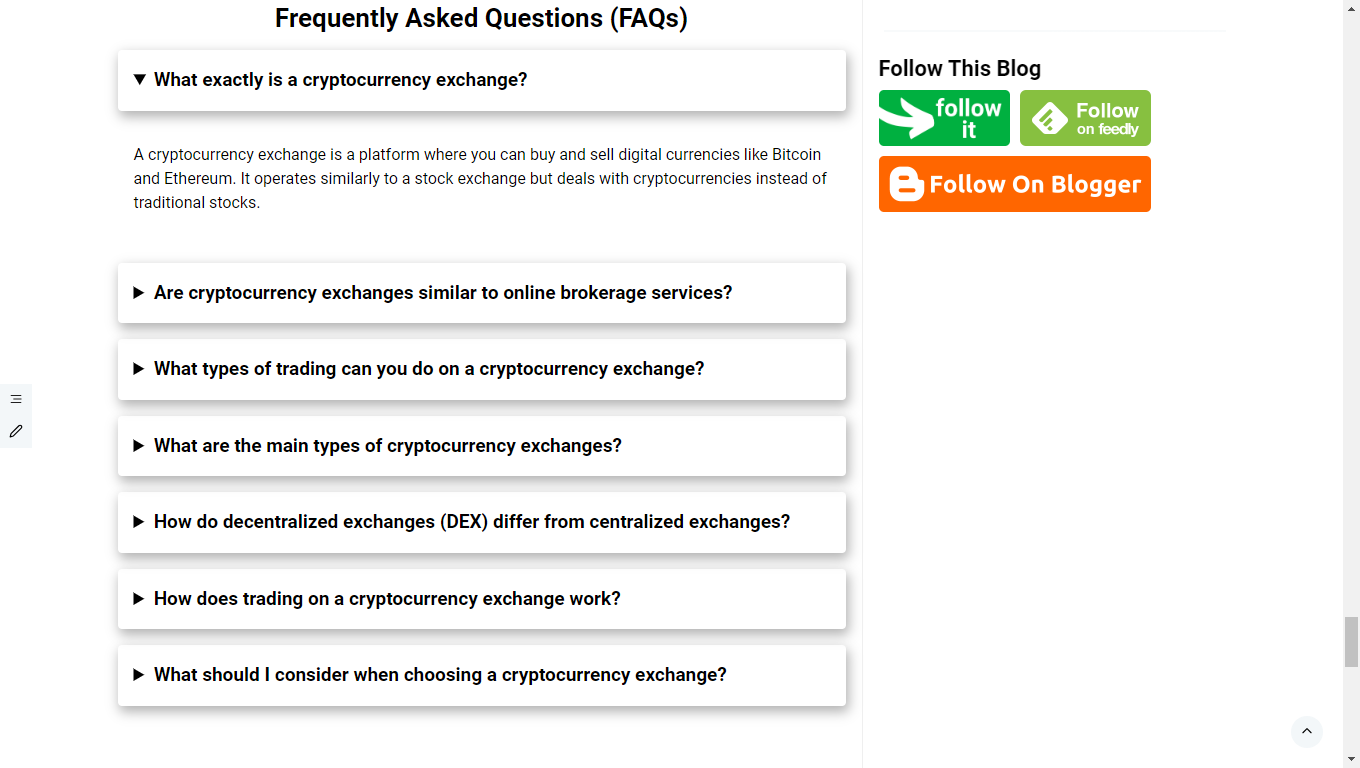 Frequently Asked Questions (FAQs)
What exactly is a cryptocurrency exchange?
A cryptocurrency exchange is a platform where you can buy and sell digital currencies like Bitcoin
and Ethereum. It operates similarly to a stock exchange but deals with cryptocurrencies instead of
traditional stocks.
Are cryptocurrency exchanges similar to online brokerage services?
What types of trading can you do on a cryptocurrency exchange?
What are the main types of cryptocurrency exchanges?
How do decentralized exchanges (DEX) differ from centralized exchanges?
How does trading on a cryptocurrency exchange work?
What should I consider when choosing a cryptocurrency exchange?
Follow This Blog
follow
it
Follow
on feedly
Follow On Blogger